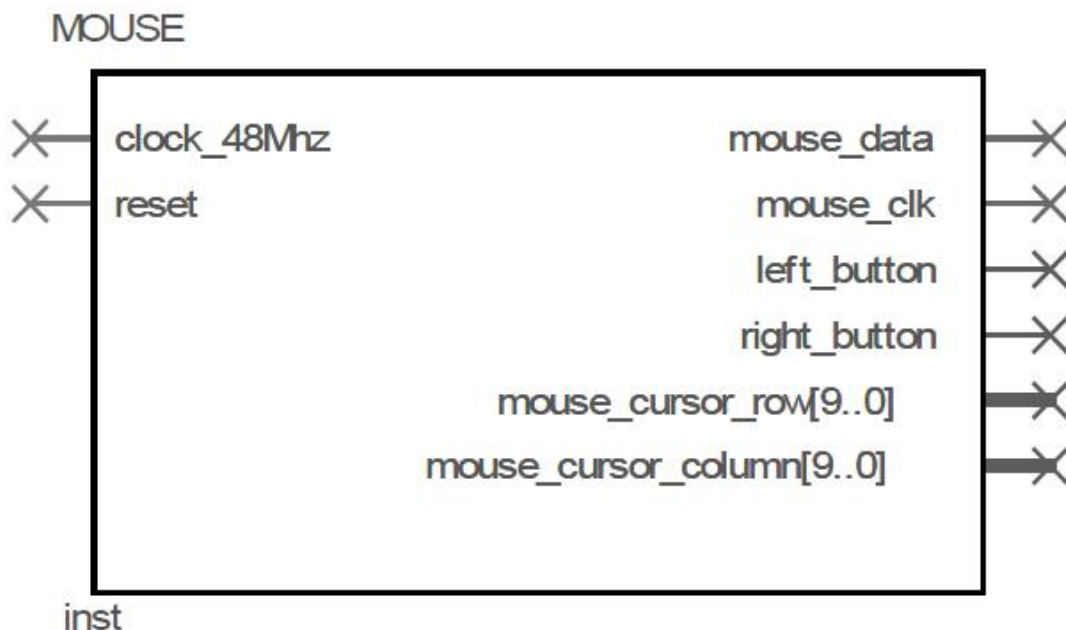 MOUSE
clock_48Mhz mouse_data
reset mouse_clk
left_button
right_button
mouse_cursor_row[9..0]
mouse_cursor_column[9..0]
inst